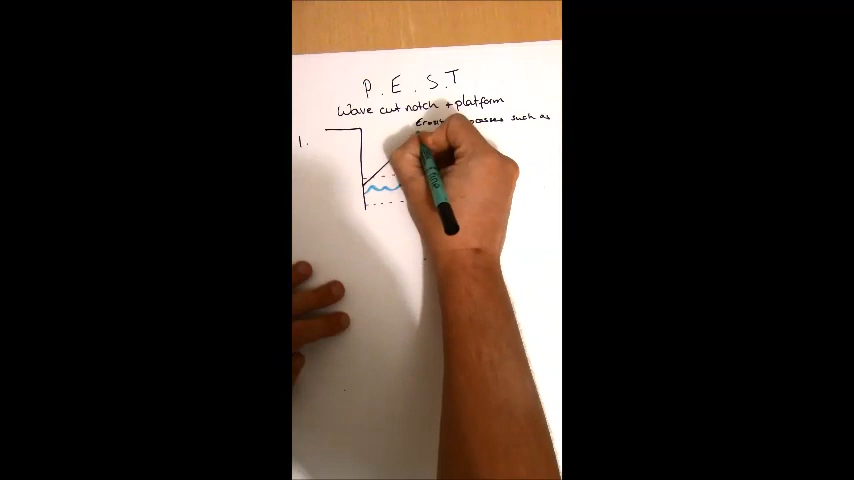 P. E. S. T
Wave cut notch + platform
such as
1.